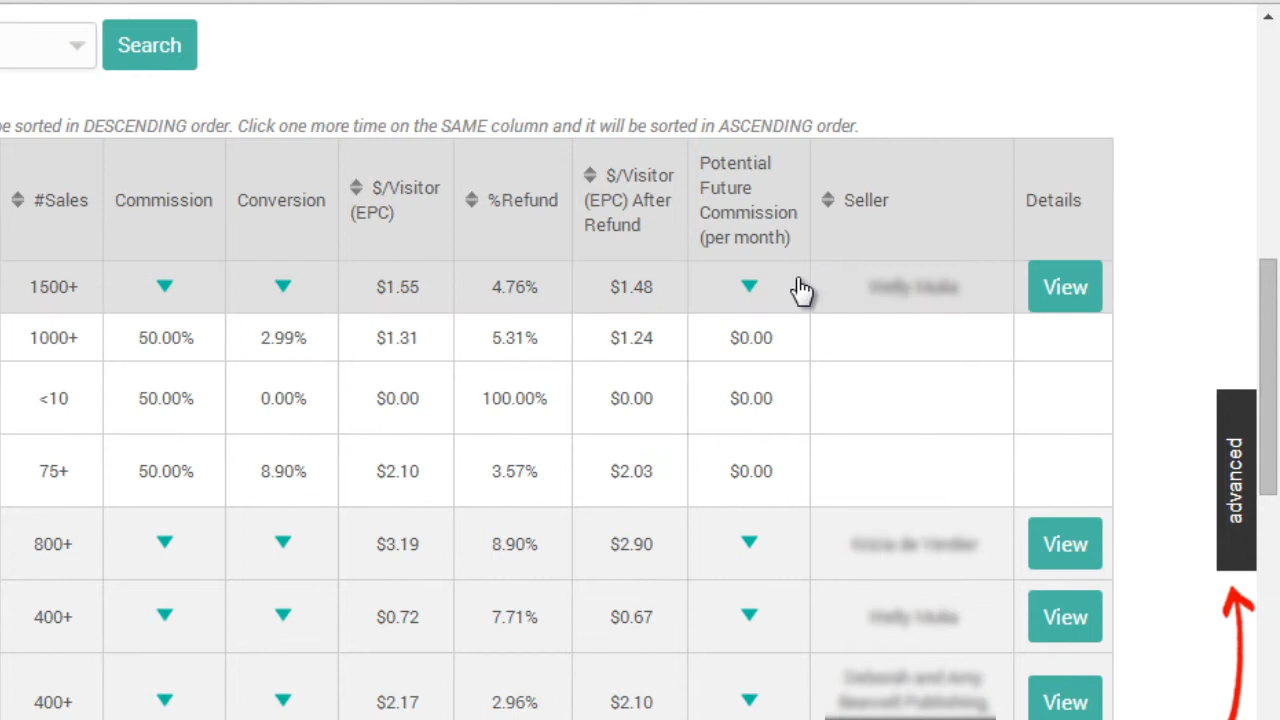 Search
be sorted in DESCENDING order. Click one more time on the SAME column and it will be sorted in ASCENDING order.
#Sales Commission Conversion $/Visitor (EPC) %Refund $/Visitor (EPC) After Refund Potential Future Commission (per month) Seller Details
1500+ $1.55 4.76% $1.48 View
1000+ 50.00% 2.99% $1.31 5.31% $1.24 $0.00
<10 50.00% 0.00% $0.00 100.00% $0.00 $0.00
75+ 50.00% 8.90% $2.10 3.57% $2.03 $0.00
800+ $3.19 8.90% $2.90 View
400+ $0.72 7.71% $0.67 View
400+ $2.17 2.96% $2.10 View
advanced